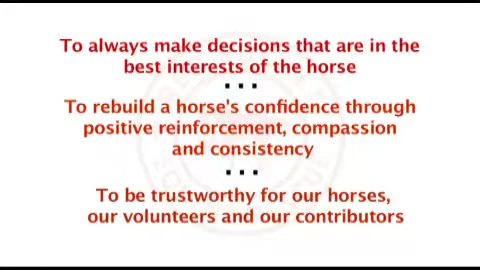 To always make decisions that are in the
best interests of the horse
...
To rebuild a horse's confidence through
positive reinforcement, compassion
and consistency
...
To be trustworthy for our horses,
our volunteers and our contributors